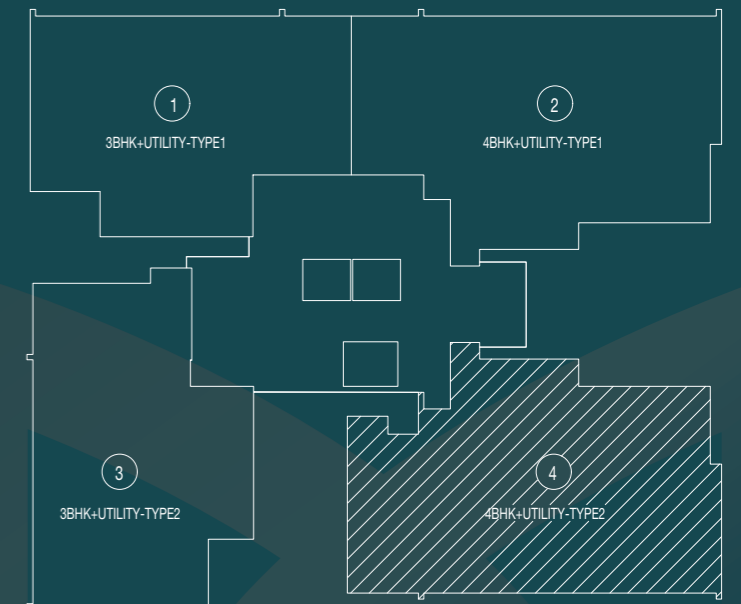 1
3BHK+UTILITY-TYPE1
2
4BHK+UTILITY-TYPE1
3
3BHK+UTILITY-TYPE2
4
4BHK+UTILITY-TYPE2